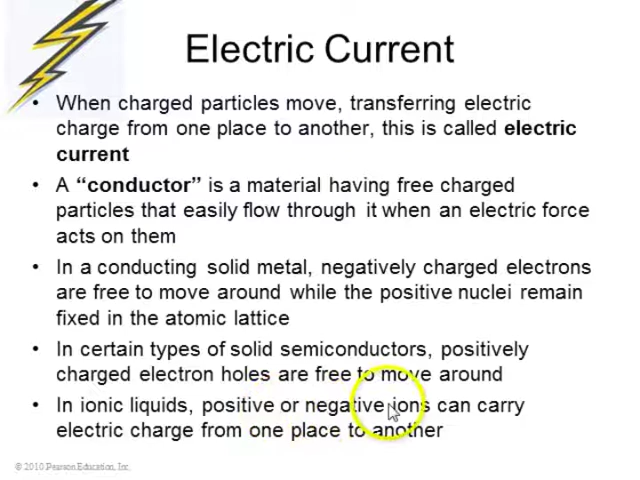 Electric Current
• When charged particles move, transferring electric
charge from one place to another, this is called electric
current
• A “conductor” is a material having free charged
particles that easily flow through it when an electric force
acts on them
• In a conducting solid metal, negatively charged electrons
are free to move around while the positive nuclei remain
fixed in the atomic lattice
• In certain types of solid semiconductors, positively
charged electron holes are free to move around
• In ionic liquids, positive or negative ions can carry
electric charge from one place to another
© 2010 Pearson Education, Inc.